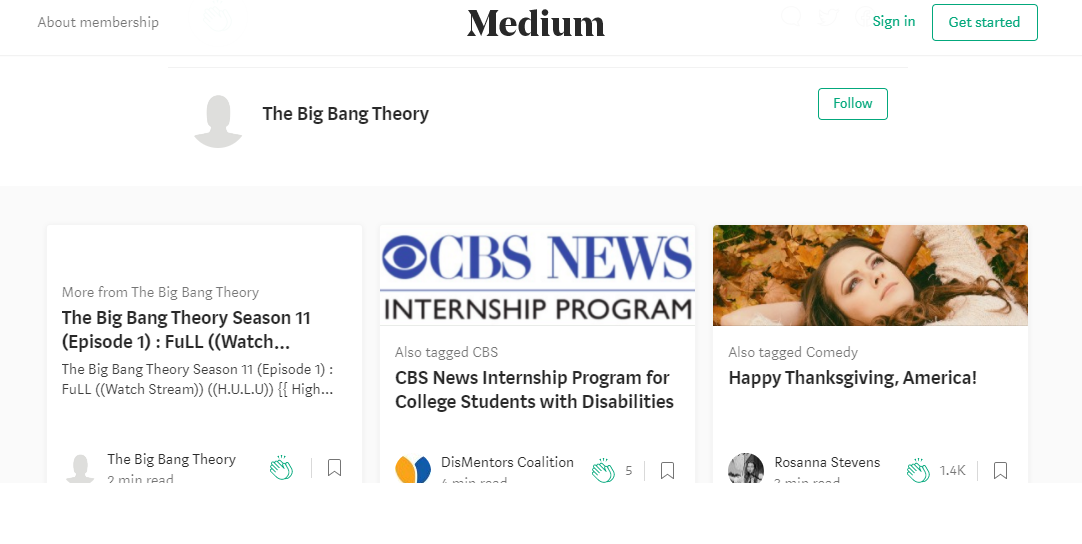 About membership
Medium
Sign in
Get started
The Big Bang Theory
Follow
More from The Big Bang Theory
The Big Bang Theory Season 11
(Episode 1) : FuLL ((Watch...
The Big Bang Theory Season 11 (Episode 1) :
FuLL ((Watch Stream)) ((H.U.L.U)) {{ High...
The Big Bang Theory
2 min read
CBS NEWS
INTERNSHIP PROGRAM
Also tagged CBS
CBS News Internship Program for
College Students with Disabilities
DisMentors Coalition
5
4 min read
Also tagged Comedy
Happy Thanksgiving, America!
Rosanna Stevens
1.4K
min read